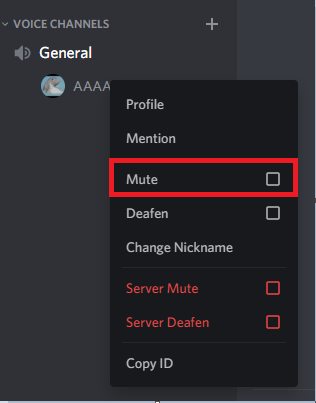 VOICE CHANNELS
General
AAAA
Profile
Mention
Mute
Deafen
Change Nickname
Server Mute
Server Deafen
Copy ID